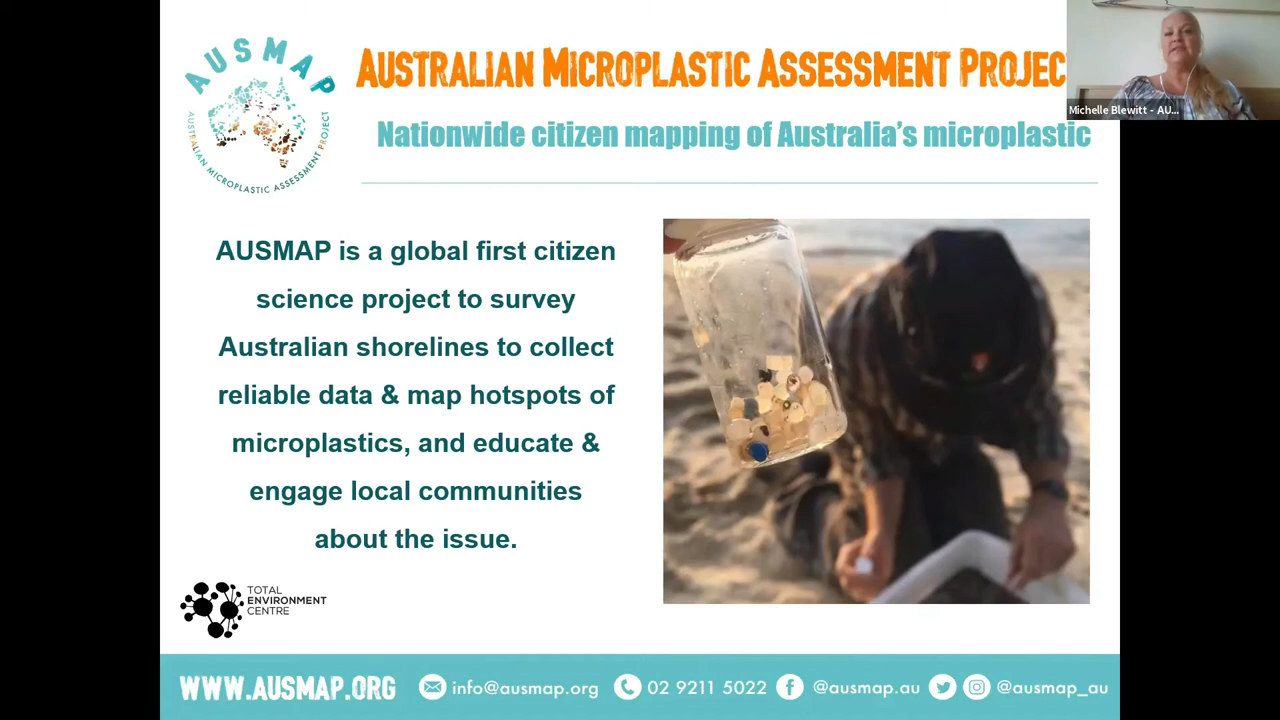 AUSMAP
AUSTRALIAN MICROPLASTIC ASSESSMENT PROJECT
AUSTRALIAN MICROPLASTIC ASSESSMENT PROJEC
Michelle Blewitt - AU...
Nationwide citizen mapping of Australia's microplastic
AUSMAP is a global first citizen
science project to survey
Australian shorelines to collect
reliable data & map hotspots of
microplastics, and educate &
engage local communities
about the issue.
TOTAL
ENVIRONMENT
CENTRE
WWW.AUSMAP.ORG info@ausmap.org 02 9211 5022 @ausmap.au @ausmap_au